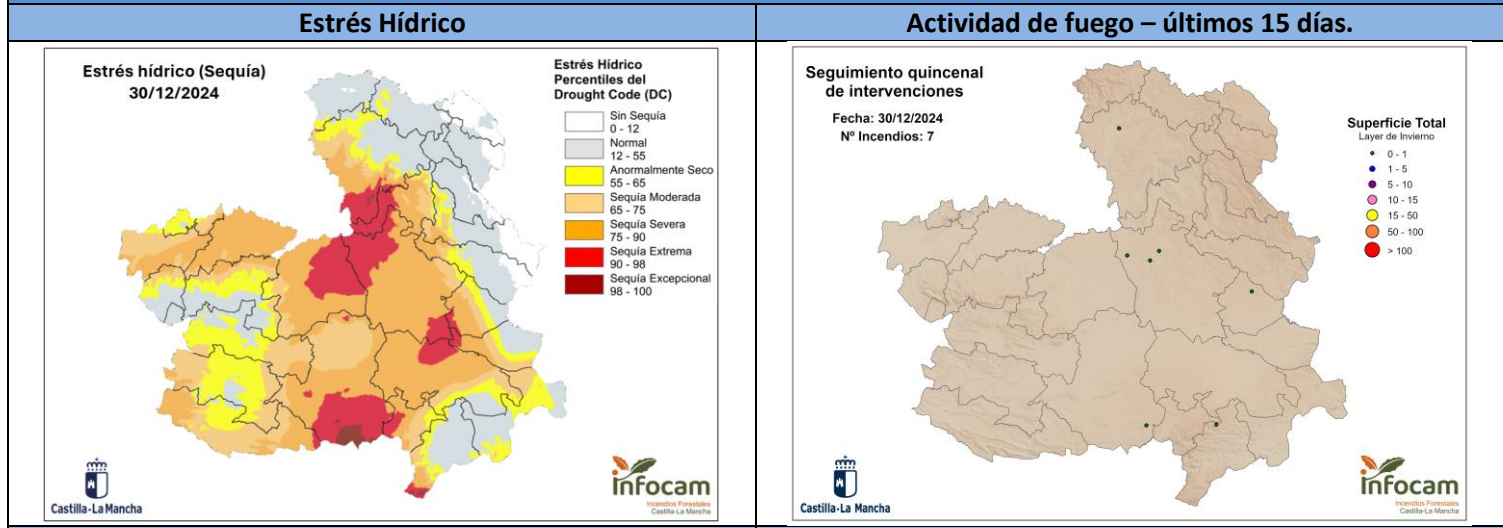 Estrés Hídrico
Estrés hídrico (Sequía)
30/12/2024
Estrés Hídrico
Percentiles del
Drought Code (DC)
Sin Sequía
0 - 12
Normal
12 - 55
Anormalmente Seco
55 - 65
Sequía Moderada
65 - 75
Sequía Severa
75 - 90
Sequía Extrema
90 - 98
Sequía Excepcional
98 - 100
Castilla-La Mancha
infocam
Incendios Forestales
Castilla-La Mancha
Actividad de fuego – últimos 15 días.
Seguimiento quincenal
de intervenciones
Fecha: 30/12/2024
Nº Incendios: 7
Superficie Total
Layer de Invierno
0 - 1
1 - 5
5 - 10
10 - 15
15 - 50
50 - 100
> 100
Castilla-La Mancha
infocam
Incendios Forestales
Castilla-La Mancha